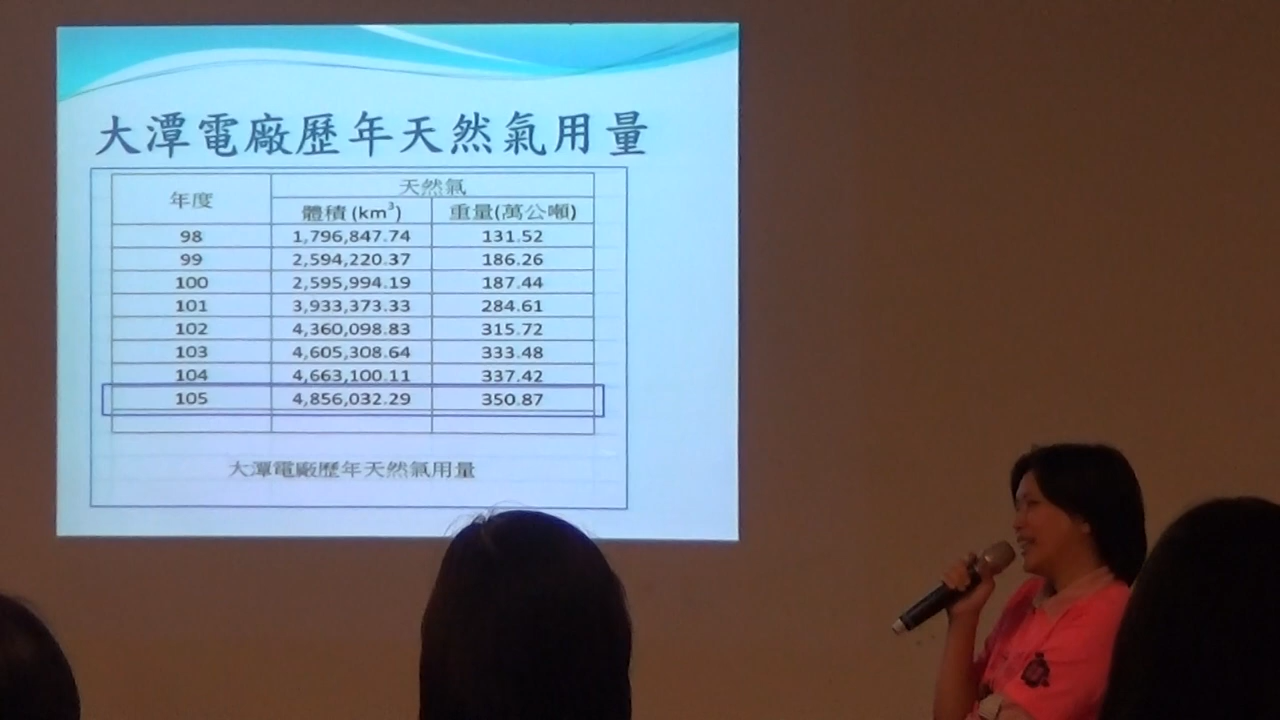 大潭電廠歷年天然氣用量
年度 天然氣
體積(km³) 重量(萬公噸)
98 1,796,847.74 131.52
99 2,594,220.37 186.26
100 2,595,994.19 187.44
101 3,933,373.33 284.61
102 4,360,098.83 315.72
103 4,605,308.64 333.48
104 4,663,100.11 337.42
105 4,856,032.29 350.87
大潭電廠歷年天然氣用量